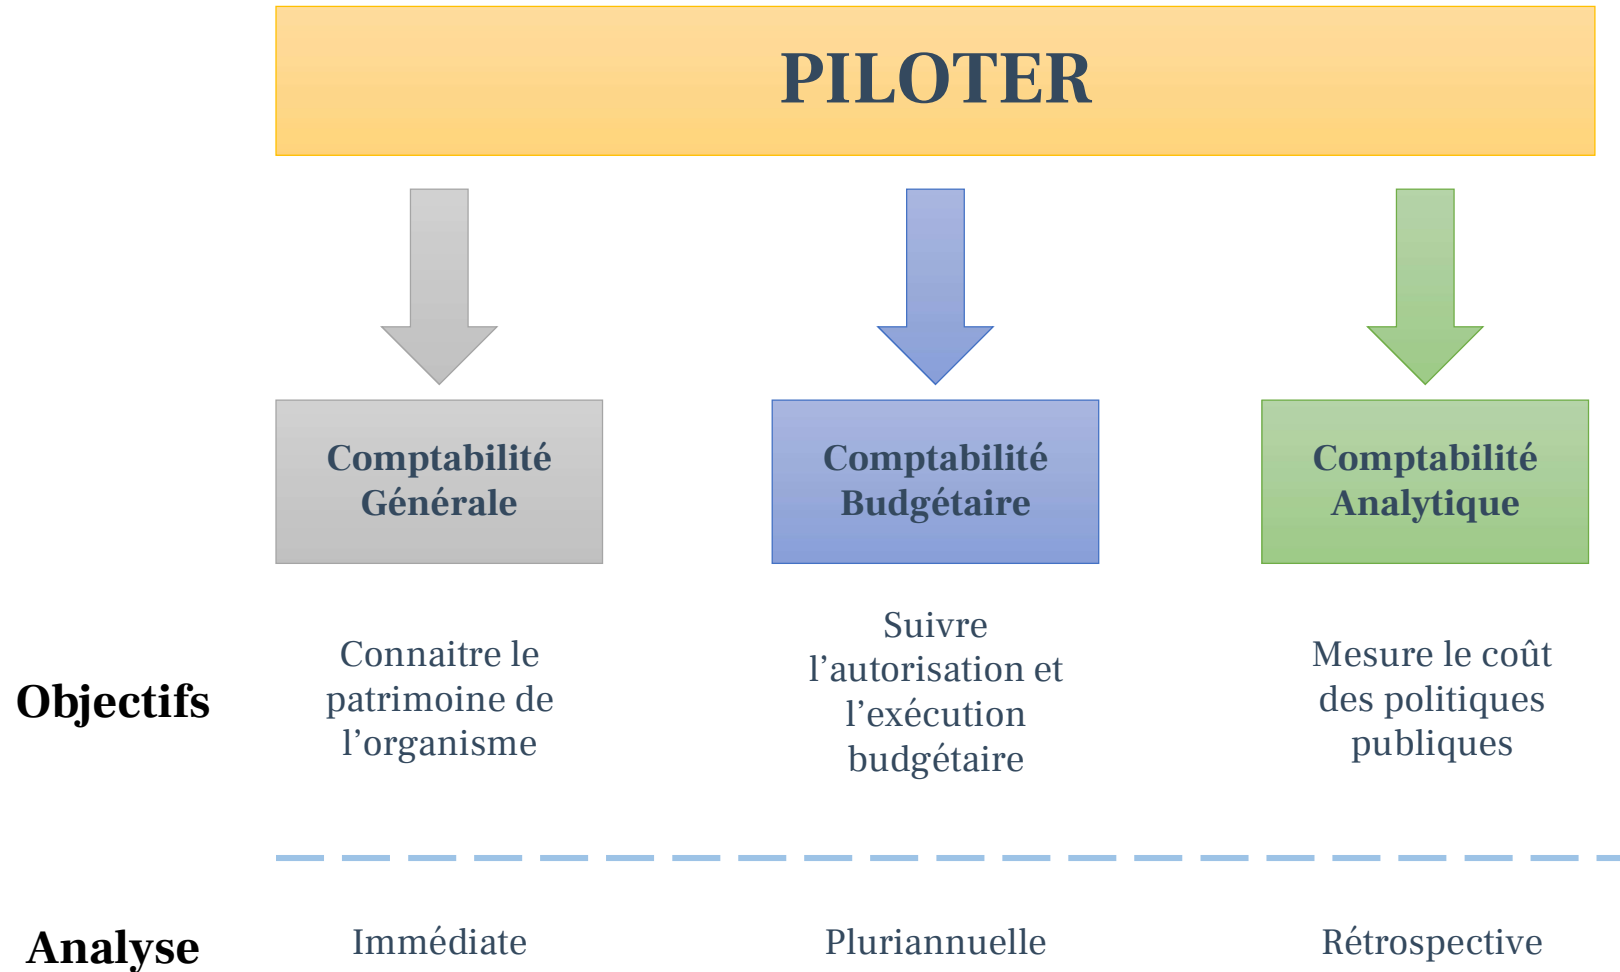 PILOTER
Comptabilité
Générale
Comptabilité
Budgétaire
Comptabilité
Analytique
Objectifs
Connaitre le
patrimoine de
l’organisme
Suivre
l’autorisation et
l’exécution
budgétaire
Mesure le coût
des politiques
publiques
Analyse
Immédiate
Pluriannuelle
Rétrospective